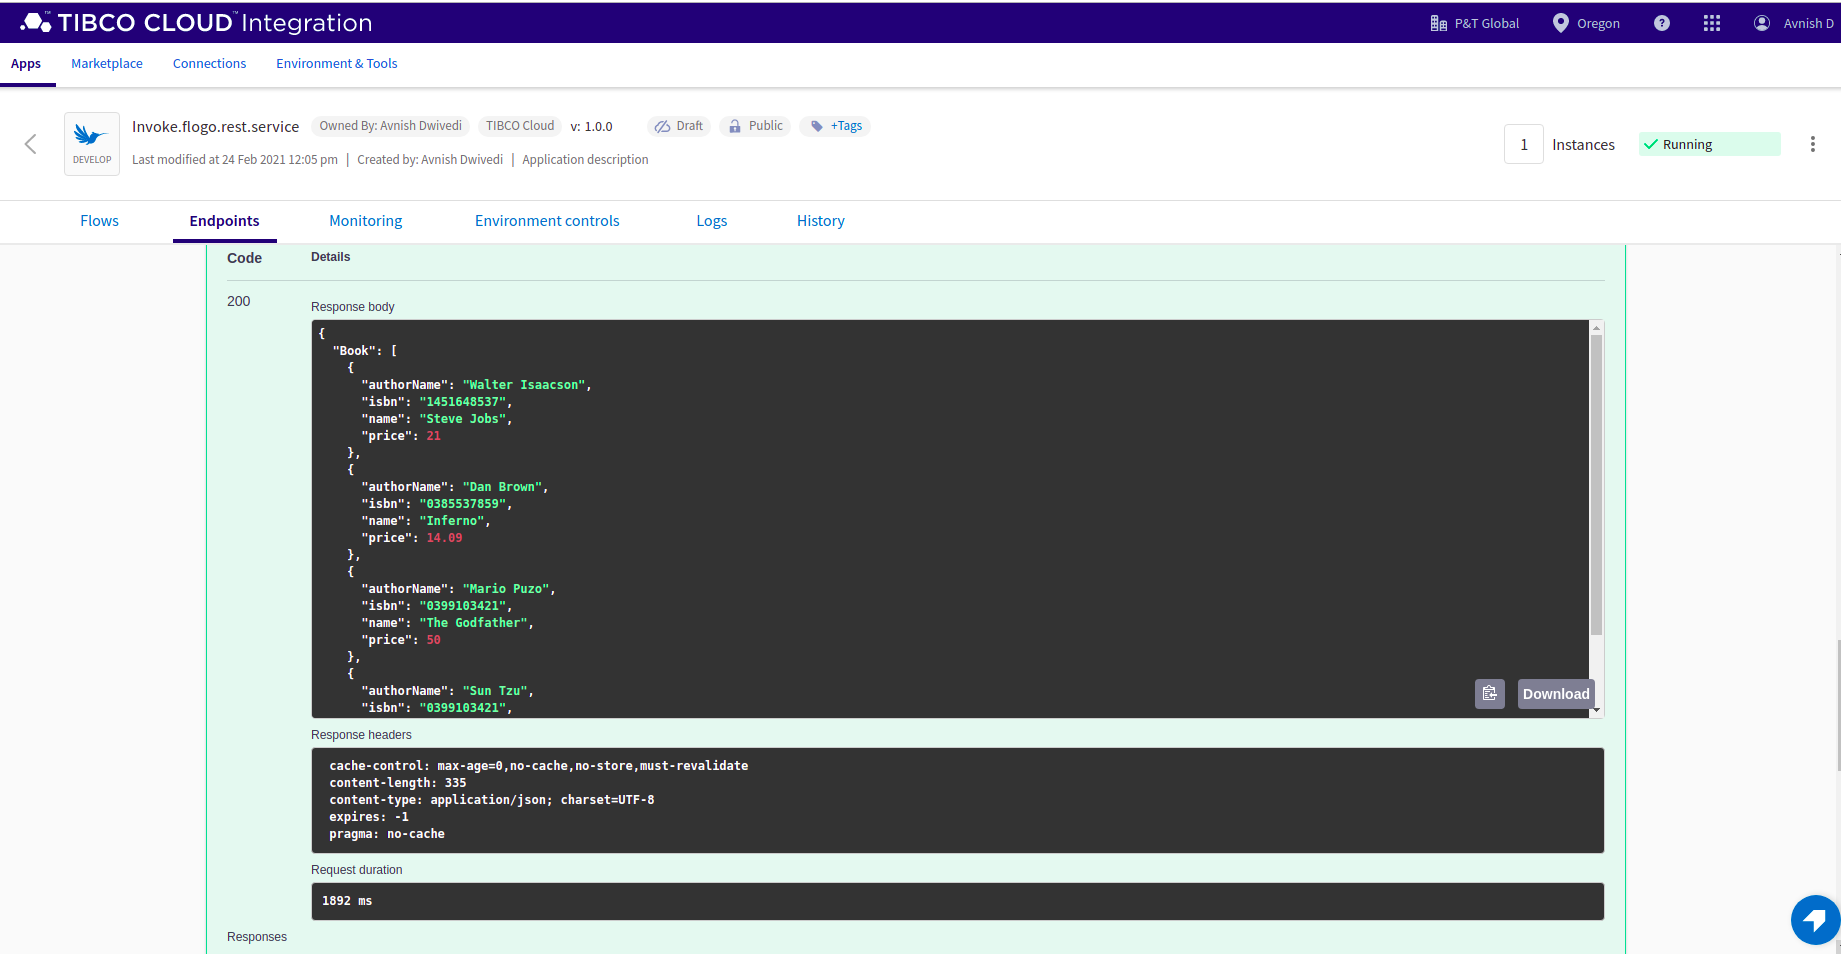 TIBCO CLOUD™ Integration
P&T Global
Oregon
?
Avnish D
Apps
Marketplace
Connections
Environment & Tools
DEVELOP
Invoke.flogo.rest.service
Owned By: Avnish Dwivedi
TIBCO Cloud
v: 1.0.0
Draft
Public
+Tags
Last modified at 24 Feb 2021 12:05 pm | Created by: Avnish Dwivedi | Application description
1
Instances
Running
Flows
Endpoints
Monitoring
Environment controls
Logs
History
Code
Details
200
Response body
{
"Book": [
{
"authorName": "Walter Isaacson",
"isbn": "1451648537",
"name": "Steve Jobs",
"price": 21
},
{
"authorName": "Dan Brown",
"isbn": "0385537859",
"name": "Inferno",
"price": 14.09
},
{
"authorName": "Mario Puzo",
"isbn": "0399103421",
"name": "The Godfather",
"price": 50
},
{
"authorName": "Sun Tzu",
"isbn": "0399103421",
Download
Response headers
cache-control: max-age=0,no-cache,no-store,must-revalidate
content-length: 335
content-type: application/json; charset=UTF-8
expires: -1
pragma: no-cache
Request duration
1892 ms
Responses